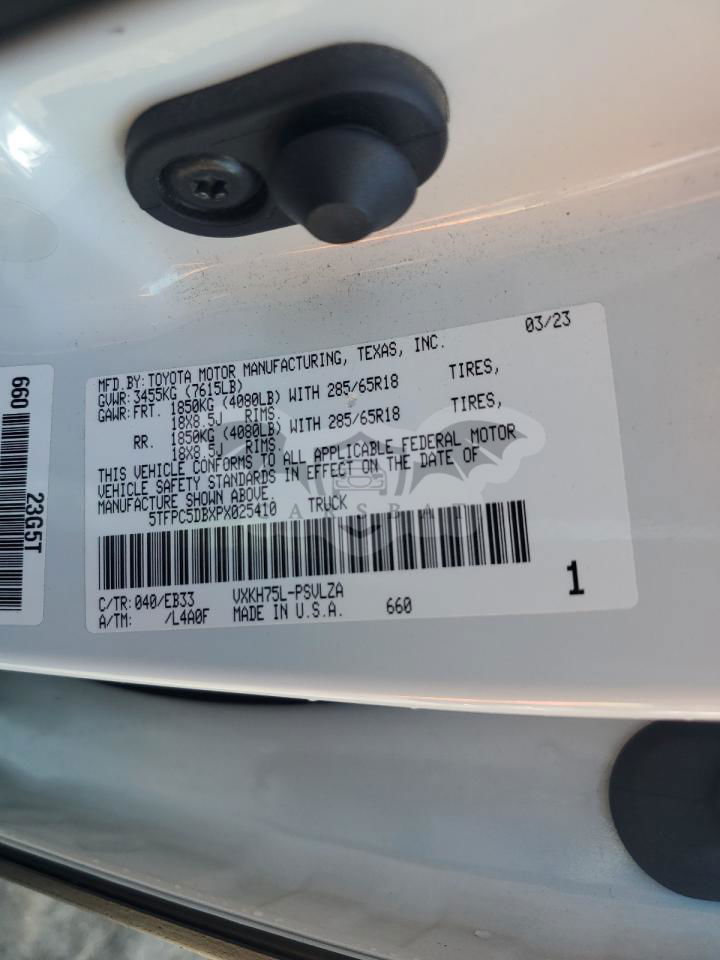 03/23
MFD.BY:TOYOTA MOTOR MANUFACTURING, TEXAS, INC.
GVWR:3455KG (7615LB)
GAWR:FRT. 1850KG (4080LB) WITH 285/65R18 TIRES,
18X8.5J RIMS.
RR. 1850KG (4080LB) WITH 285/65R18 TIRES,
18X8.5J RIMS.
THIS VEHICLE CONFORMS TO ALL APPLICABLE FEDERAL MOTOR
VEHICLE SAFETY STANDARDS IN EFFECT ON THE DATE OF
MANUFACTURE SHOWN ABOVE.
5TFPC5DBXPX025410 TRUCK
C/TR:040/EB33 VXKH75L-PSVLZA
A/TM: /L4A0F MADE IN U.S.A. 660
1
660
23G5T